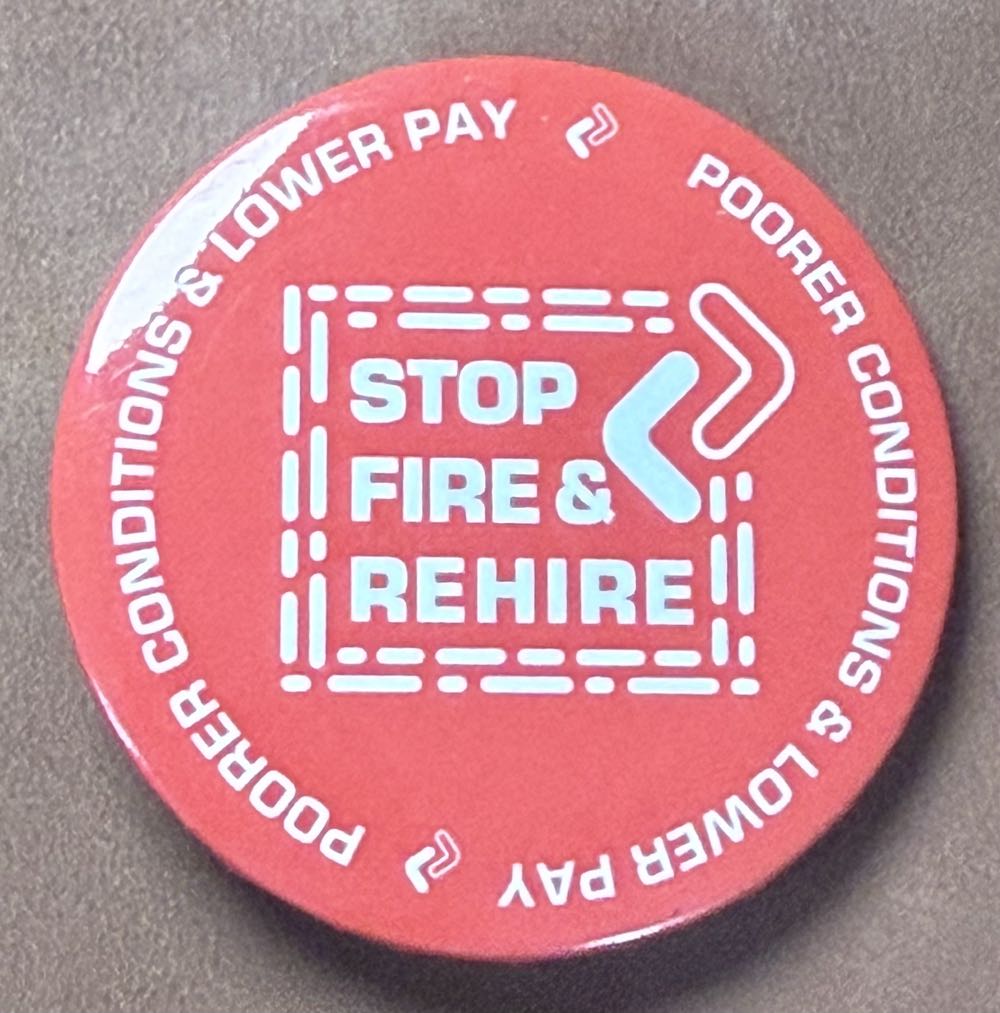 POORER CONDITIONS & LOWER PAY
POORER CONDITIONS & LOWER PAY
STOP
FIRE &
REHIRE